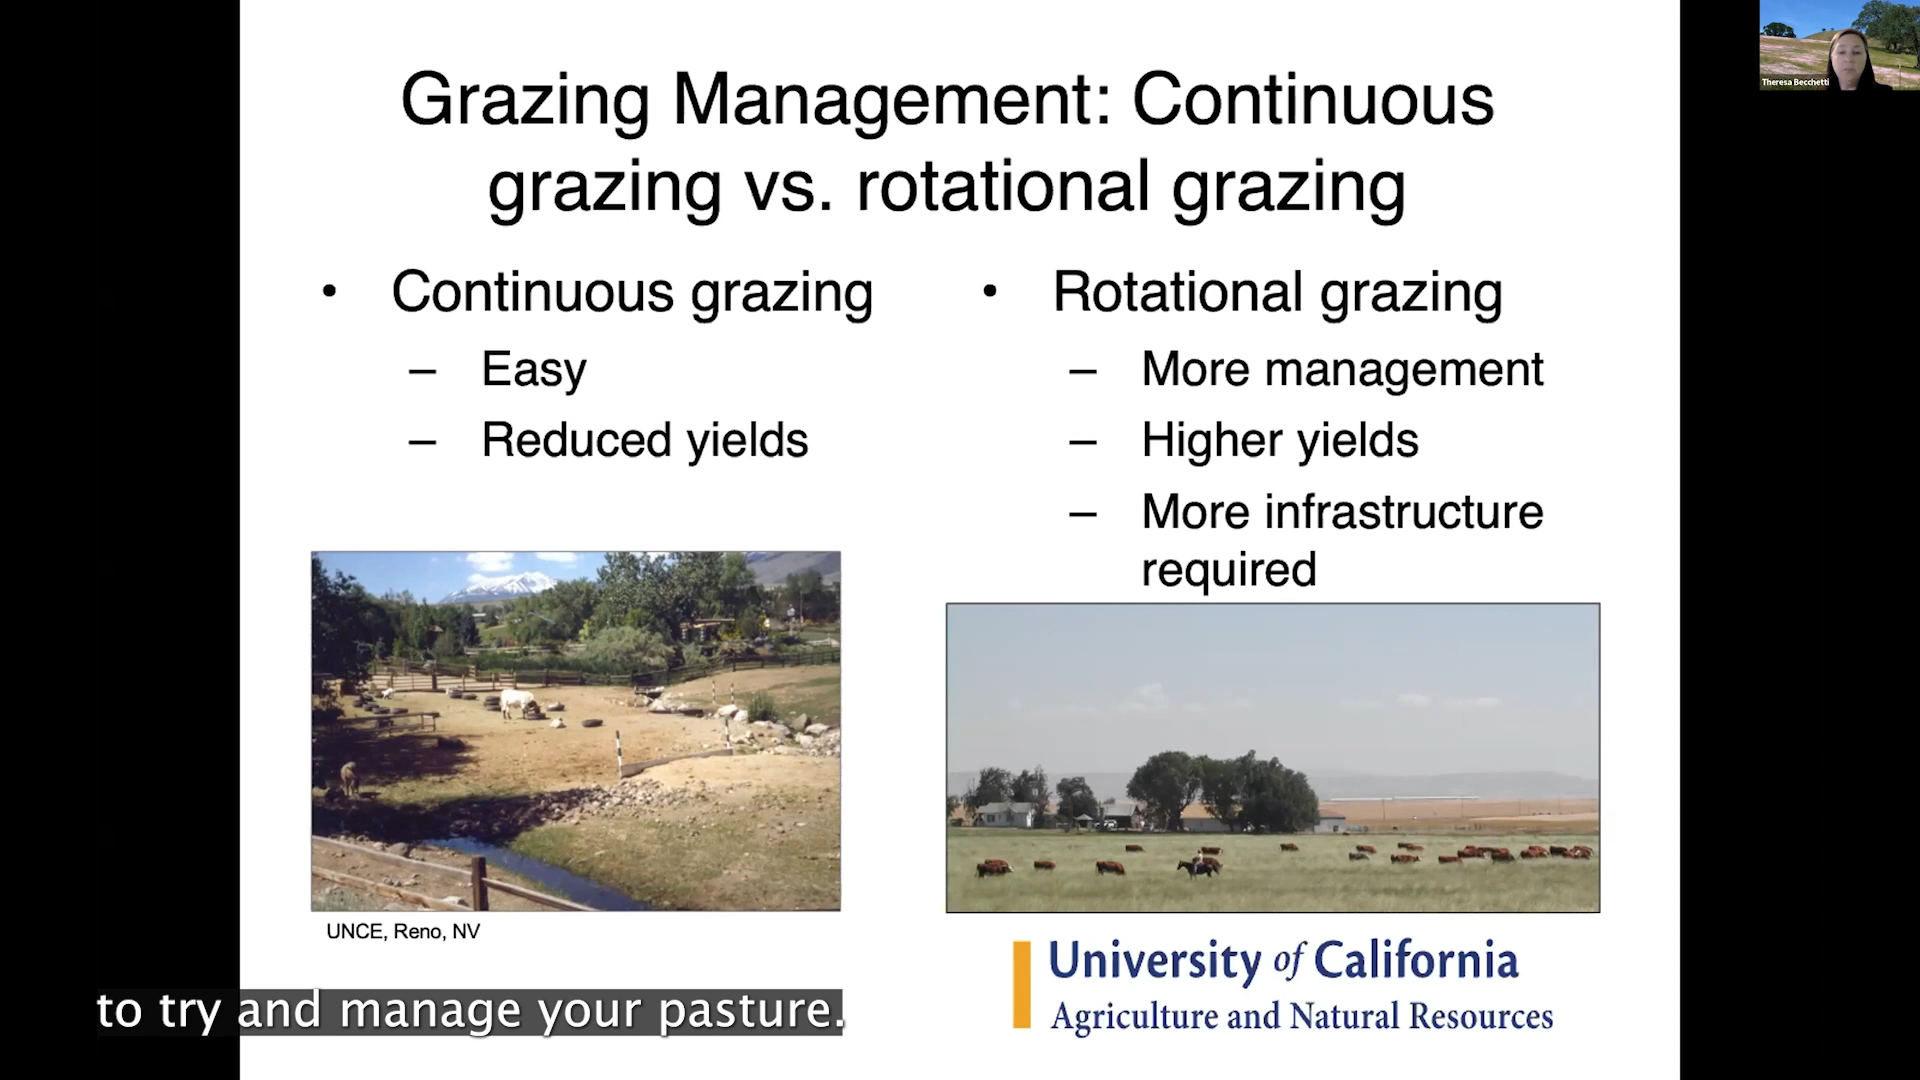 Grazing Management: Continuous
grazing vs. rotational grazing
• Continuous grazing
– Easy
– Reduced yields
• Rotational grazing
– More management
– Higher yields
– More infrastructure
required
UNCE, Reno, NV
University of California
Agriculture and Natural Resources
to try and manage your pasture.
Theresa Becchetti